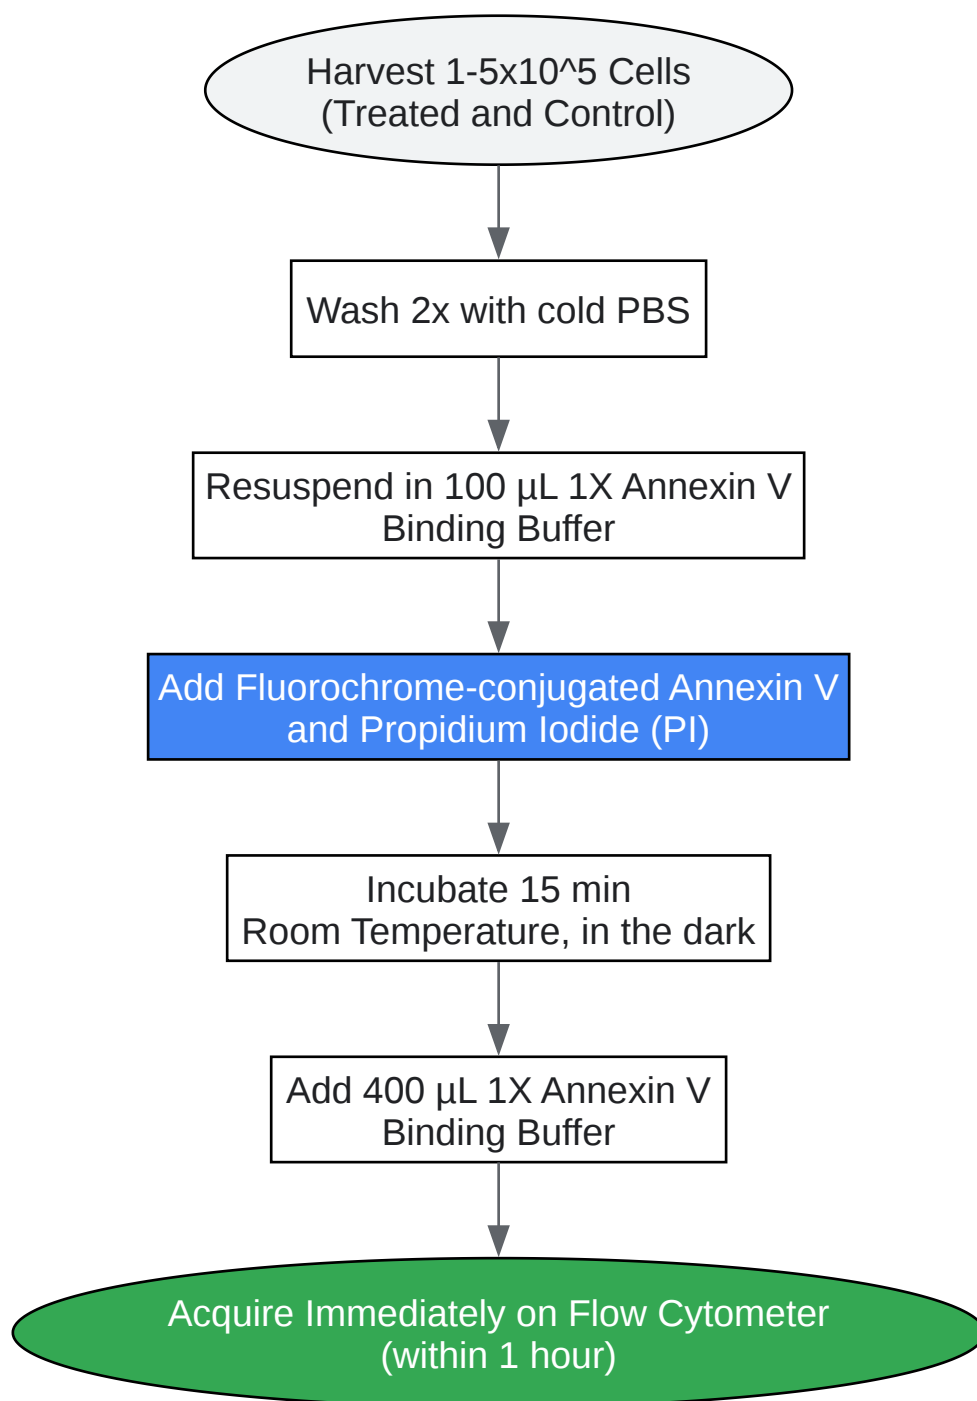 Harvest 1-5x10^5 Cells
(Treated and Control)
Wash 2x with cold PBS
Resuspend in 100 µL 1X Annexin V
Binding Buffer
Add Fluorochrome-conjugated Annexin V
and Propidium Iodide (PI)
Incubate 15 min
Room Temperature, in the dark
Add 400 µL 1X Annexin V
Binding Buffer
Acquire Immediately on Flow Cytometer
(within 1 hour)